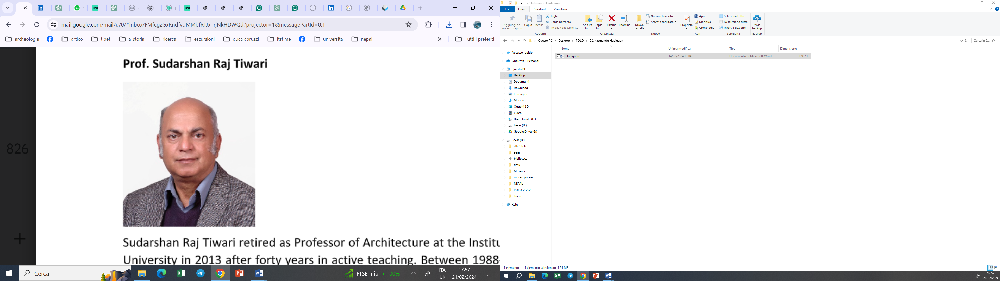 link
link
mail.google.com/mail/u/0/#inbox/FMfcgzGxRndfvdMMbfRTJxnrjNkHDWQd?projector=1&messagePartId=0.1
archeologia
artico
tibet
a_storia
ricerca
escursioni
duca abruzzi
itstime
universita
nepal
»
Tutti i preferiti
826
Prof. Sudarshan Raj Tiwari
Sudarshan Raj Tiwari retired as Professor of Architecture at the Institu
University in 2013 after forty years in active teaching. Between 1988
Cerca
FTSE mib +1,00%
ITA
UK
17:57
21/02/2024
5.2 Katmandu Hadigaun
File
Home
Condividi
Visualizza
Aggiungi ad
Accesso rapido
Copia
Incolla
Taglia
Copia percorso
Incolla collegamento
Appunti
Sposta
in
Copia
in
Elimina
Rinomina
Organizza
Nuova
cartella
Nuovo elemento
Accesso facilitato
Nuovo
Proprietà
Apri
Modifica
Cronologia
Apri
Seleziona tutto
Deseleziona tutto
Inverti selezione
Seleziona
Avvia
backup
Backup
Questo PC > Desktop > POLO > 5.2 Katmandu Hadigaun
Cerca in 5...
Nome
Ultima modifica
Tipo
Dimensione
Hadigaun
14/02/2024 13:04
Documento di Microsoft Word
1.997 KB
Accesso rapido
OneDrive - Personal
Questo PC
Desktop
Documenti
Download
Immagini
Musica
Oggetti 3D
Video
Disco locale (C:)
Lexar (D:)
Google Drive (G:)
Lexar (D:)
2023_foto
aerei
biblioteca
desk1
Messner
museo polare
NEPAL
POLO_2_2023
Tucci
Rete
1 elemento
1 elemento selezionato 1,94 MB
17:57
21/02/2024